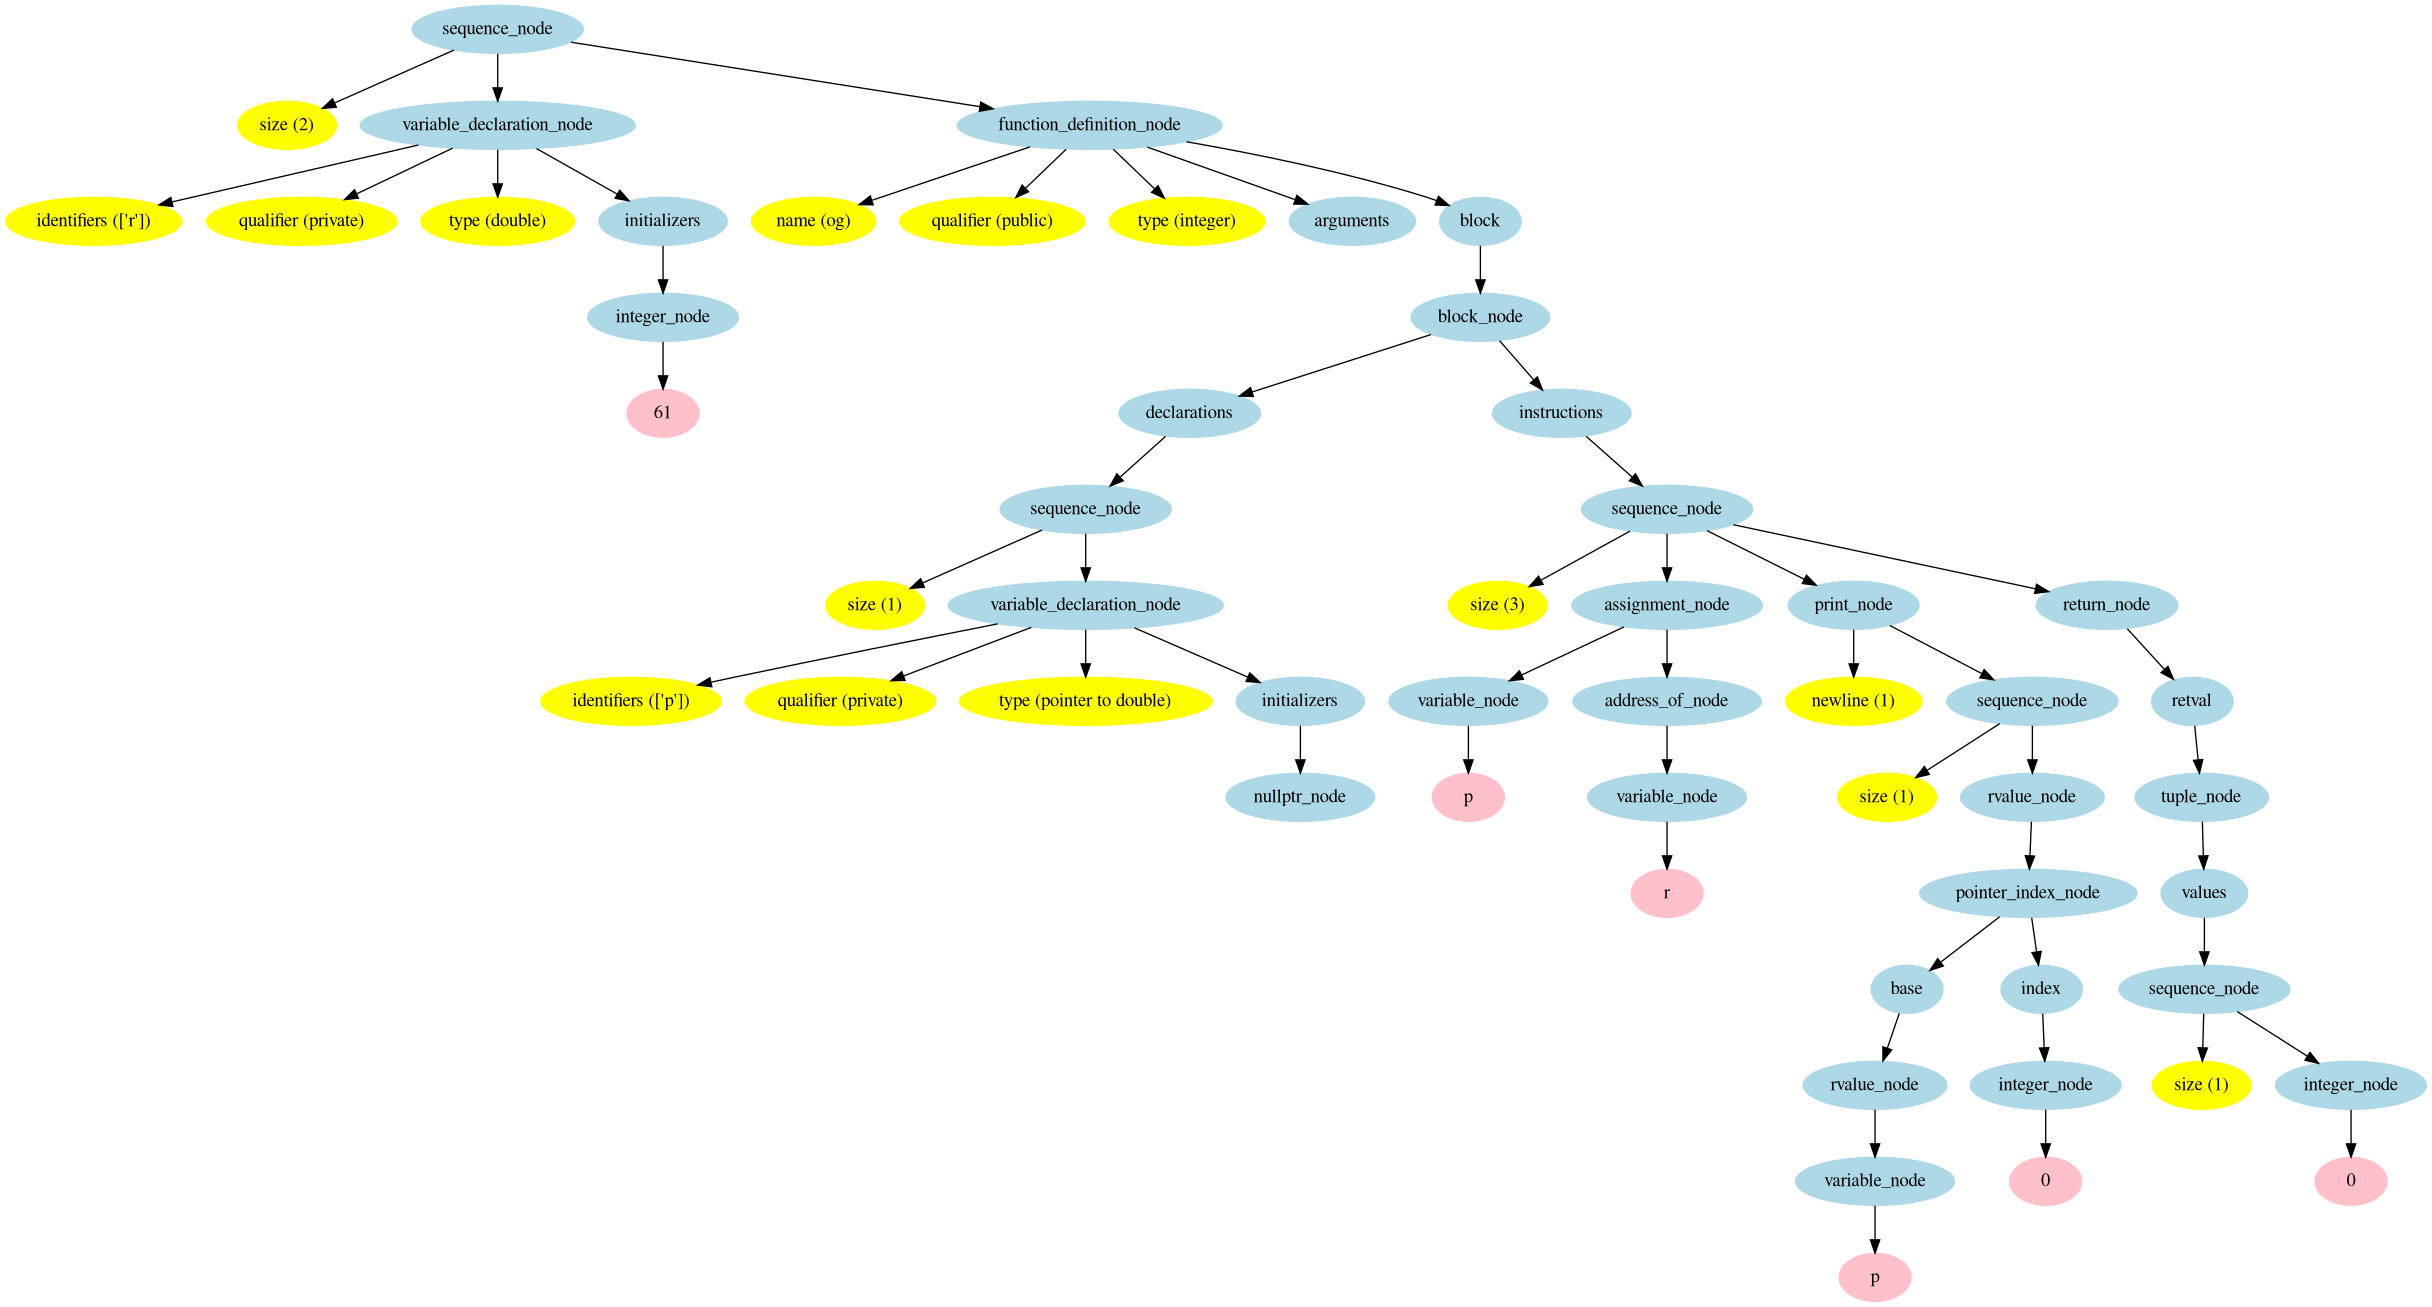 sequence_node
size (2)
variable_declaration_node
function_definition_node
identifiers (['r'])
qualifier (private)
type (double)
initializers
name (og)
qualifier (public)
type (integer)
arguments
block
integer_node
block_node
61
declarations
instructions
sequence_node
sequence_node
size (1)
variable_declaration_node
size (3)
assignment_node
print_node
return_node
identifiers (['p'])
qualifier (private)
type (pointer to double)
initializers
variable_node
address_of_node
newline (1)
sequence_node
retval
nullptr_node
p
variable_node
size (1)
rvalue_node
tuple_node
r
pointer_index_node
values
base
index
sequence_node
rvalue_node
integer_node
size (1)
integer_node
variable_node
0
0
p